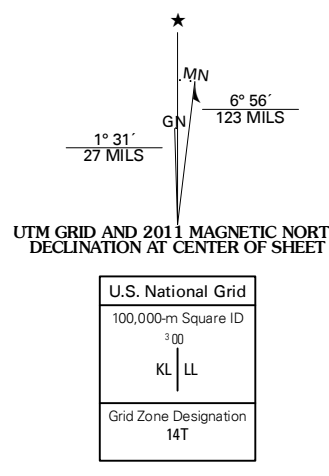 ★
MN
GN
6° 56´
123 MILS
1° 31´
27 MILS
UTM GRID AND 2011 MAGNETIC NORT
DECLINATION AT CENTER OF SHEET
U.S. National Grid
100,000-m Square ID
³00
KL LL
Grid Zone Designation
14T